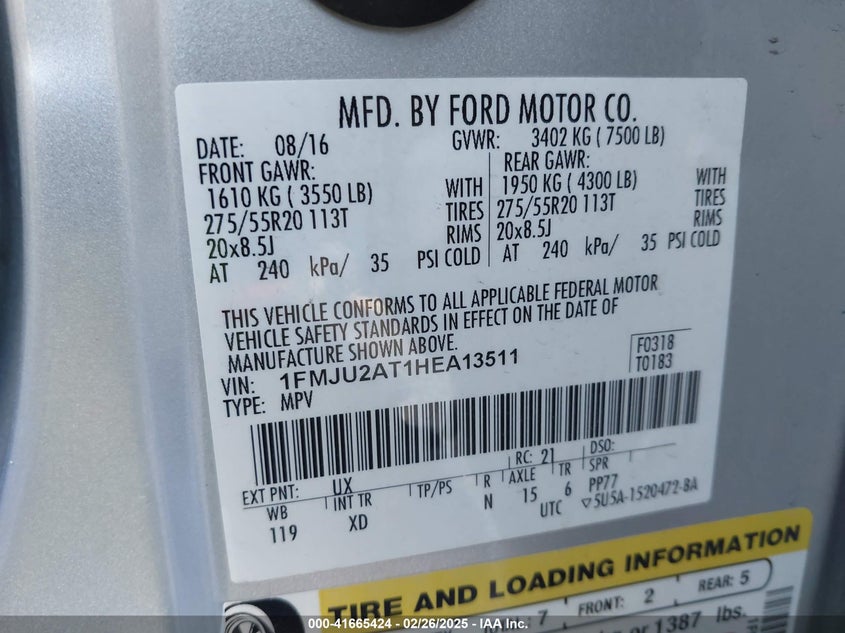 MFD. BY FORD MOTOR CO.
DATE: 08/16 GVWR: 3402 KG ( 7500 LB)
FRONT GAWR: REAR GAWR:
1610 KG ( 3550 LB) WITH 1950 KG ( 4300 LB) WITH
275/55R20 113T TIRES 275/55R20 113T TIRES
20x8.5J RIMS 20x8.5J RIMS
AT 240 kPa/ 35 PSI COLD AT 240 kPa/ 35 PSI COLD
THIS VEHICLE CONFORMS TO ALL APPLICABLE FEDERAL MOTOR
VEHICLE SAFETY STANDARDS IN EFFECT ON THE DATE OF
MANUFACTURE SHOWN ABOVE.
VIN: 1FMJU2AT1HEA13511 F0318
TYPE: MPV T0183
EXT PNT: UX RC: 21 DSO:
WB INT TR TP/PS R AXLE TR SPR
119 XD N 15 6 PP77
UTC ▽5U5A-1520472-BA
TIRE AND LOADING INFORMATION
7 FRONT: 2 REAR: 5
1387 lbs.
000-41665424 - 02/26/2025 - IAA Inc.